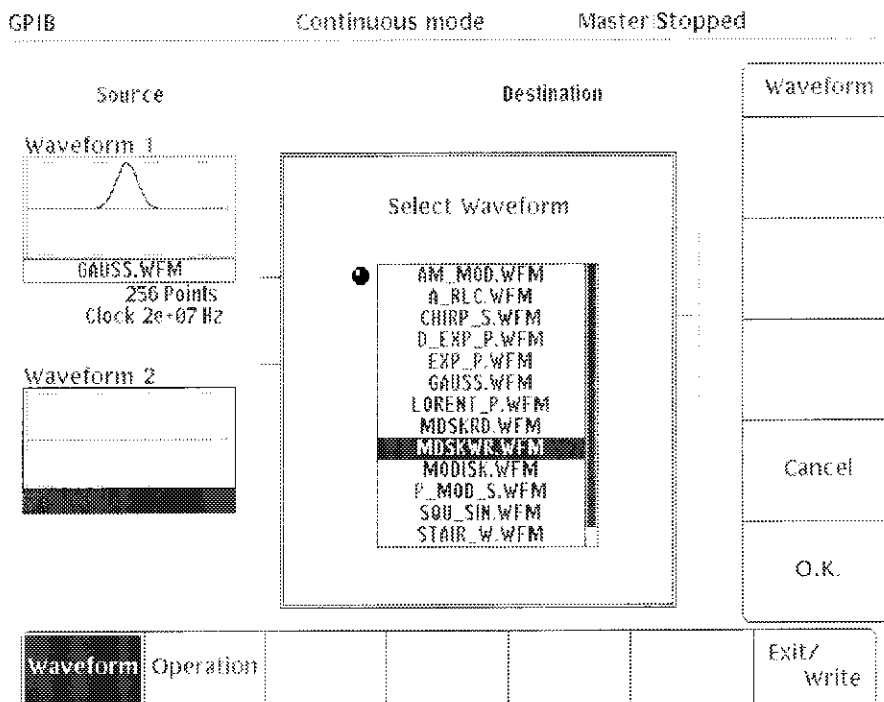 GPIB Continuous mode Master:Stopped
Source
Destination
Waveform
Waveform 1
GAUSS.WFM
256 Points
Clock 2e+07 Hz
Waveform 2
Select Waveform
AM_MOD.WFM
A_RLC.WFM
CHIRP_S.WFM
D_EXP_P.WFM
EXP_P.WFM
GAUSS.WFM
LORENT_P.WFM
MDSKRD.WFM
MDSKWR.WFM
MODISK.WFM
P_MOD_S.WFM
SQU_SIN.WFM
STAIR_W.WFM
Cancel
O.K.
Waveform
Operation
Exit/
Write